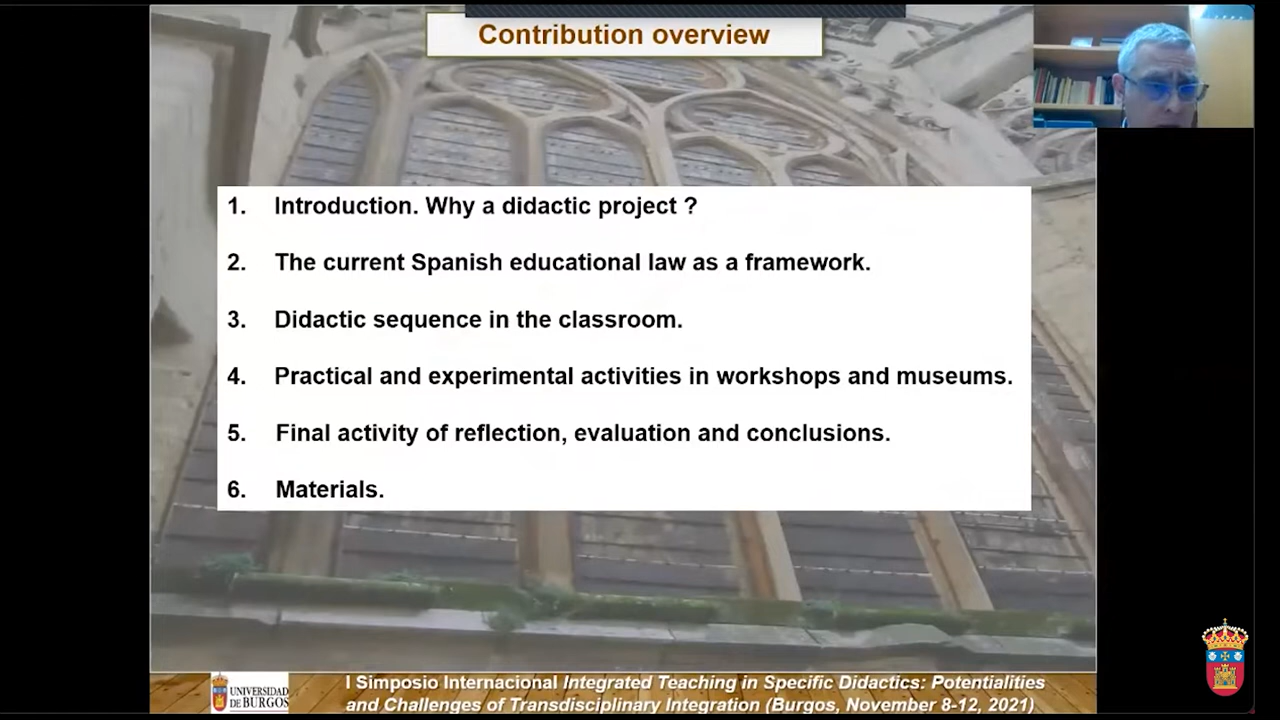 Contribution overview
1. Introduction. Why a didactic project ?
2. The current Spanish educational law as a framework.
3. Didactic sequence in the classroom.
4. Practical and experimental activities in workshops and museums.
5. Final activity of reflection, evaluation and conclusions.
6. Materials.
UNIVERSIDAD
DE BURGOS
I Simposio Internacional Integrated Teaching in Specific Didactics: Potentialities
and Challenges of Transdisciplinary Integration (Burgos, November 8-12, 2021)